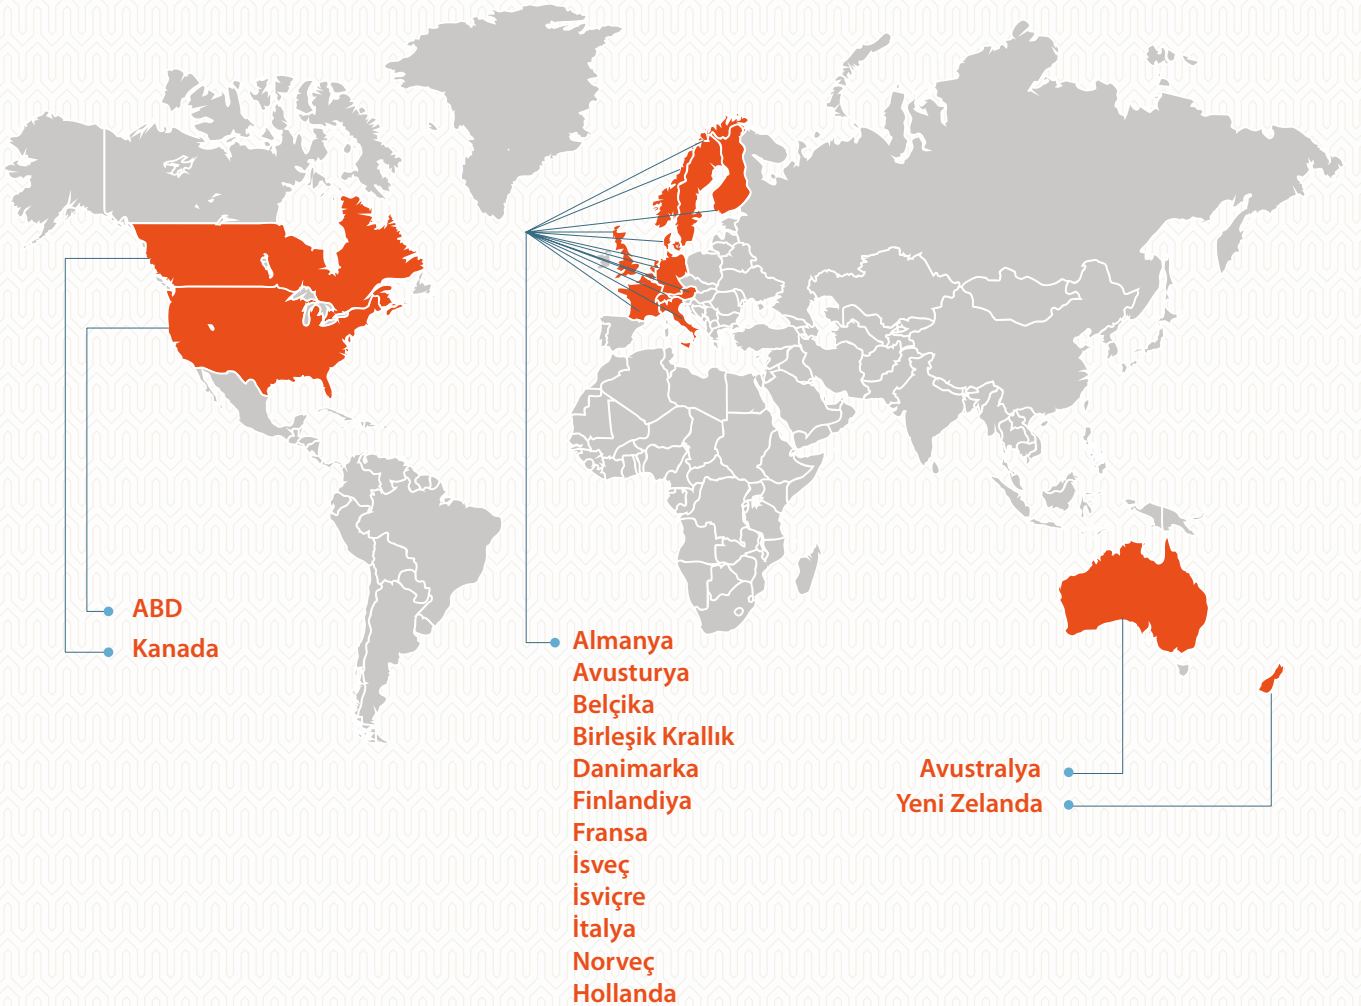 ABD
Kanada
Almanya
Avusturya
Belçika
Birleşik Krallık
Danimarka
Finlandiya
Fransa
İsveç
İsviçre
İtalya
Norveç
Hollanda
Avustralya
Yeni Zelanda